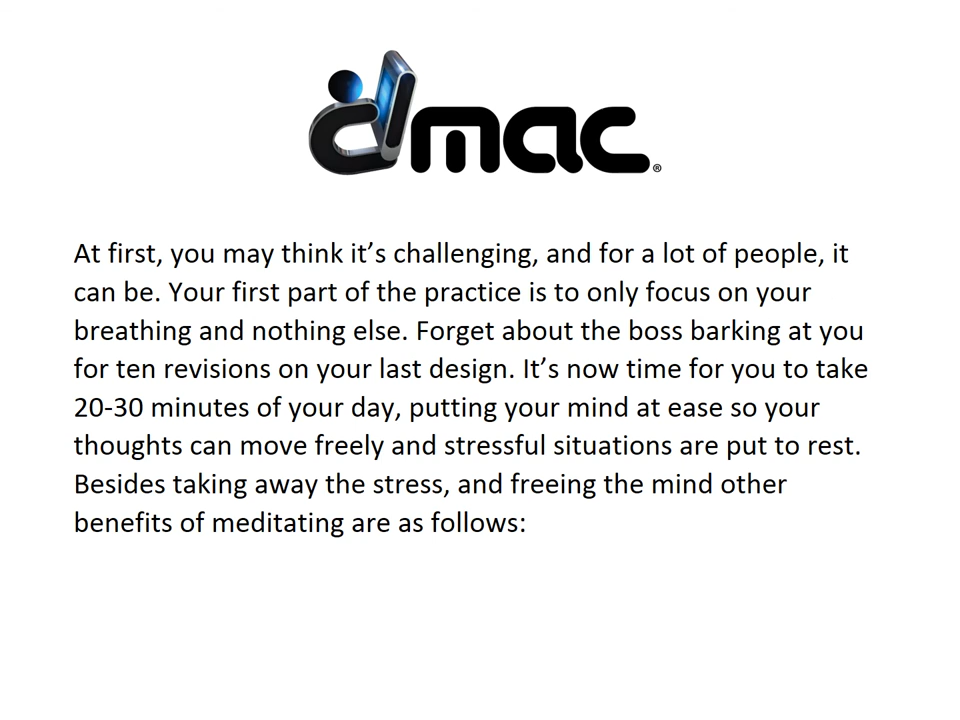 dmac®
At first, you may think it’s challenging, and for a lot of people, it
can be. Your first part of the practice is to only focus on your
breathing and nothing else. Forget about the boss barking at you
for ten revisions on your last design. It’s now time for you to take
20-30 minutes of your day, putting your mind at ease so your
thoughts can move freely and stressful situations are put to rest.
Besides taking away the stress, and freeing the mind other
benefits of meditating are as follows: